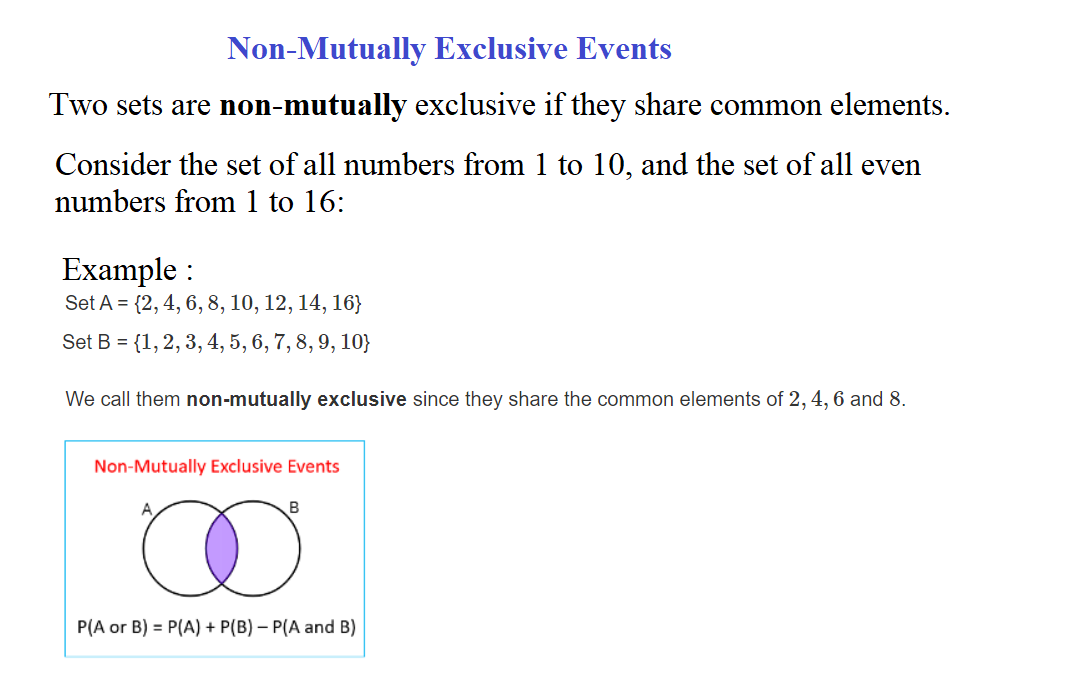 Non-Mutually Exclusive Events
Two sets are non-mutually exclusive if they share common elements.
Consider the set of all numbers from 1 to 10, and the set of all even
numbers from 1 to 16:
Example :
Set A = {2, 4, 6, 8, 10, 12, 14, 16}
Set B = {1, 2, 3, 4, 5, 6, 7, 8, 9, 10}
We call them non-mutually exclusive since they share the common elements of 2, 4, 6 and 8.
Non-Mutually Exclusive Events
A B
P(A or B) = P(A) + P(B) – P(A and B)